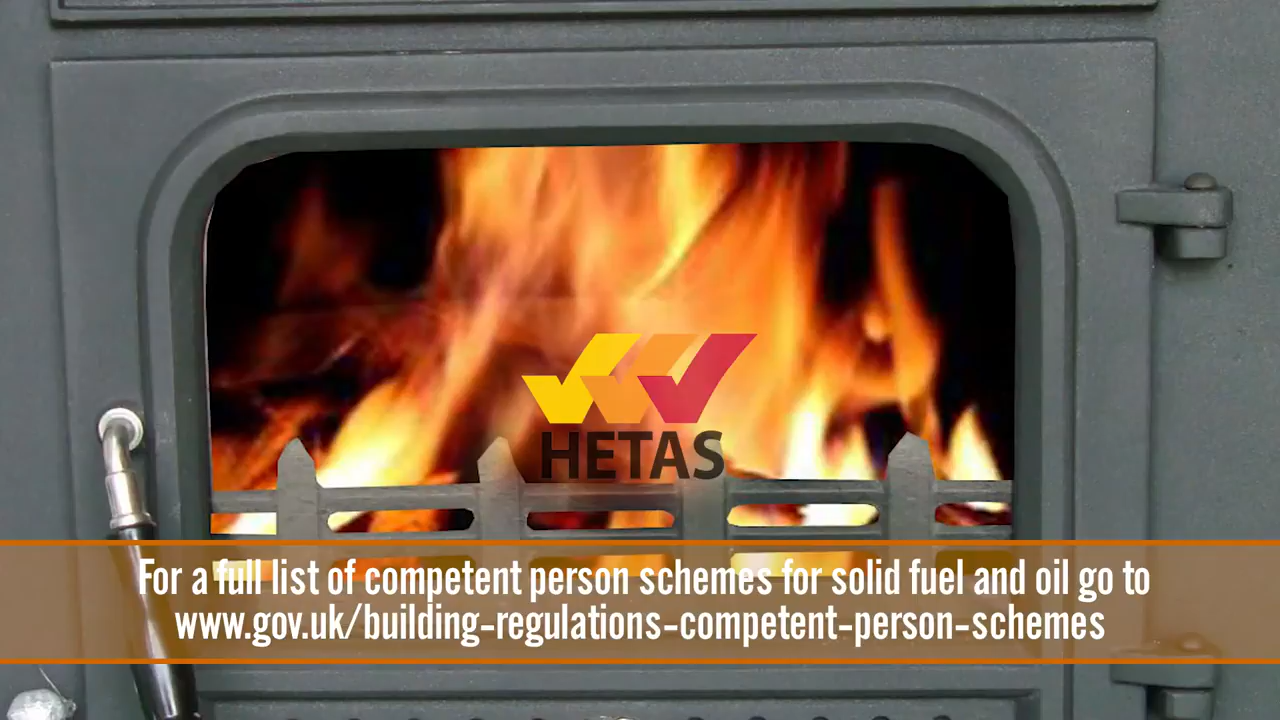 HETAS
For a full list of competent person schemes for solid fuel and oil go to
www.gov.uk/building-regulations-competent-person-schemes